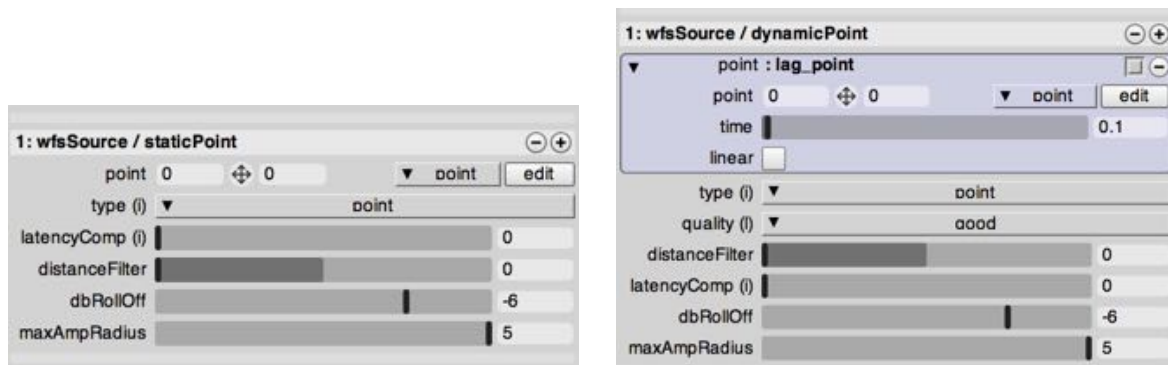 1: wfsSource / staticPoint
point 0 0 point edit
type (i) point
latencyComp (i) 0
distanceFilter 0
dbRollOff -6
maxAmpRadius 5
1: wfsSource / dynamicPoint
point : lag_point
point 0 0 point edit
time 0.1
linear
type (i) point
quality (i) good
distanceFilter 0
latencyComp (i) 0
dbRollOff -6
maxAmpRadius 5